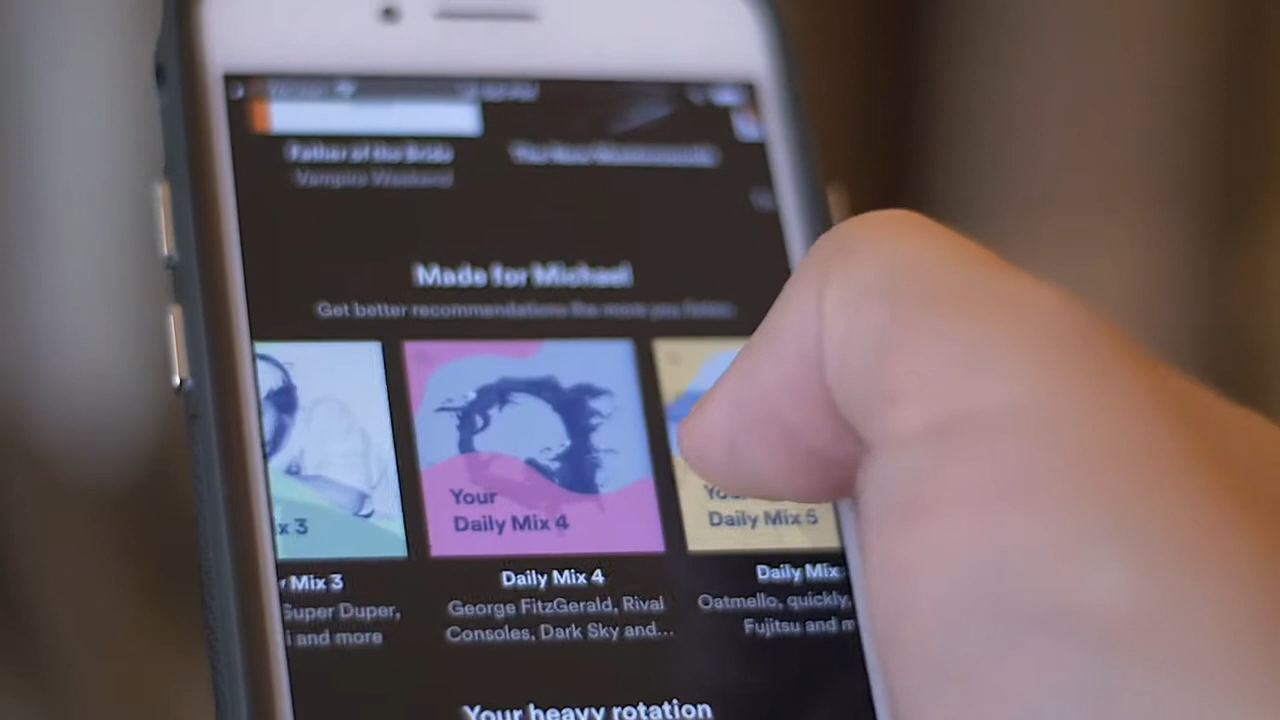 Father of the Bride
Vampire Weekend
Made for Michael
Get better recommendations the more you listen.
x 3
Your
Daily Mix 4
Daily Mix 5
Mix 3
Super Duper,
i and more
Daily Mix 4
George FitzGerald, Rival
Consoles, Dark Sky and...
Daily Mix
Oatmello, quickly,
Fujitsu and m
Your heavy rotation